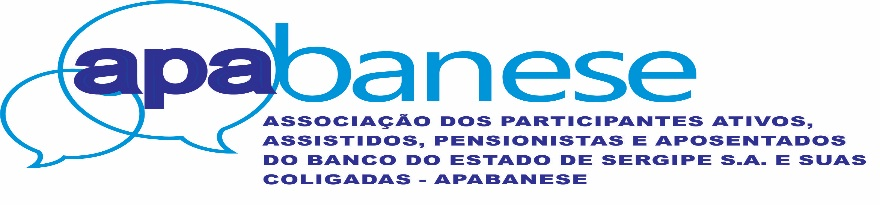 apabanese
ASSOCIAÇÃO DOS PARTICIPANTES ATIVOS,
ASSISTIDOS, PENSIONISTAS E APOSENTADOS
DO BANCO DO ESTADO DE SERGIPE S.A. E SUAS
COLIGADAS - APABANESE